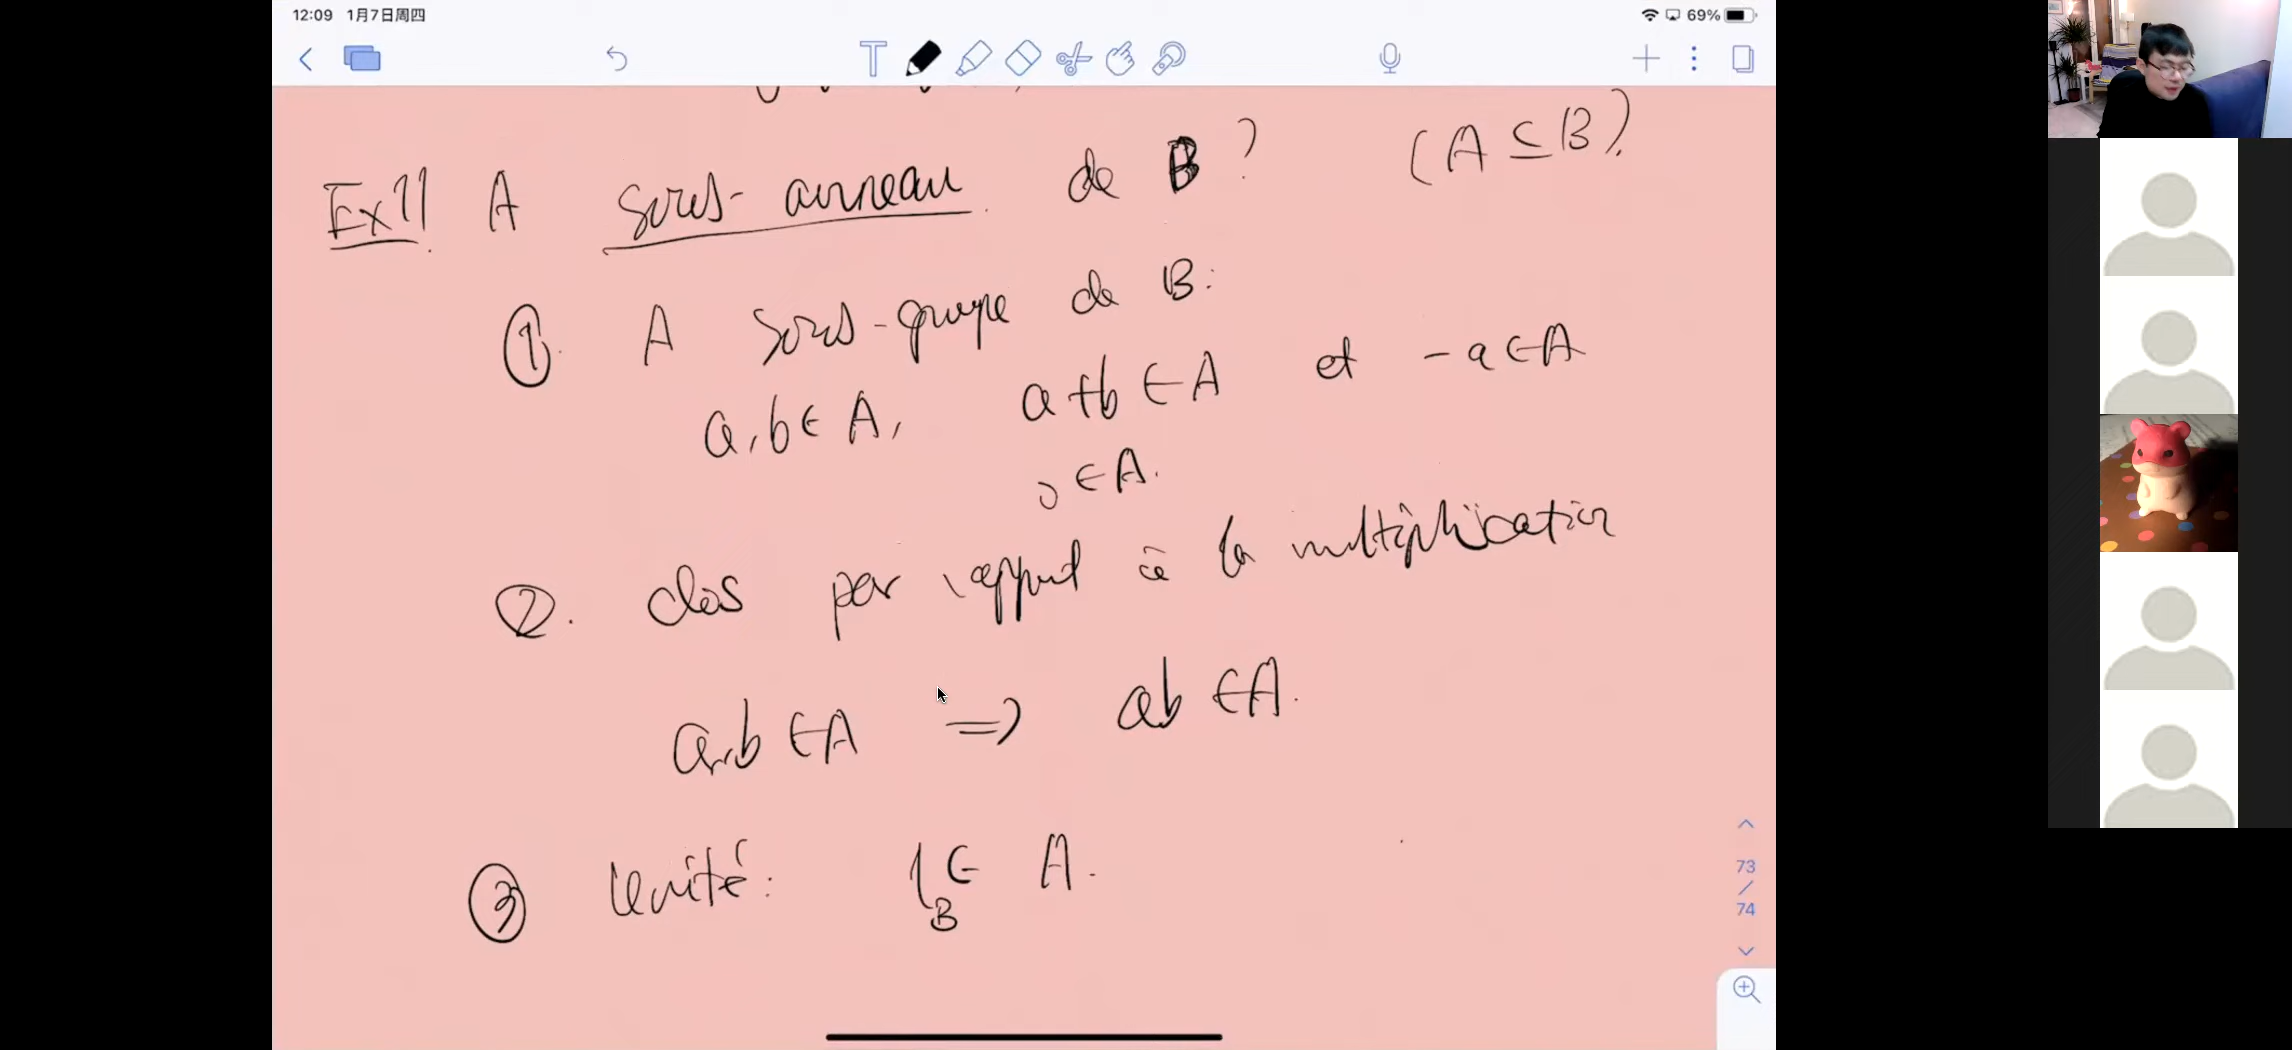 12:09 1月7日周四
69%
Ex11 A sous-anneau de B ? (A ⊆ B).
① A sous-groupe de B:
a, b ∈ A, a+b ∈ A et -a ∈ A
0 ∈ A.
②. clos par rapport à la multiplication
a, b ∈ A ⇒ ab ∈ A.
③ Unité: 1_B ∈ A.
73
/
74